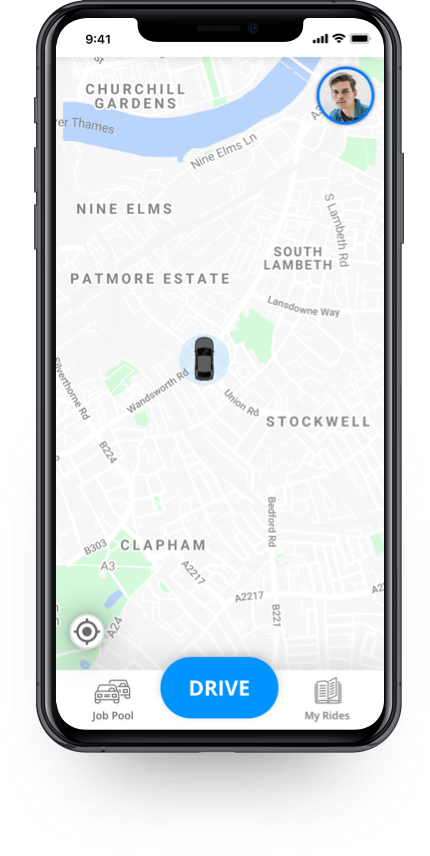 9:41
CHURCHILL
GARDENS
er Thames
Nine Elms Ln
NINE ELMS
S Lambeth Rd
SOUTH
LAMBETH
PATMORE ESTATE
Lansdowne Way
Silverthorne Rd
Wandsworth Rd
Union Rd
STOCKWELL
B224
Bedford Rd
B303
CLAPHAM
A3
A2217
A2217
B221
A24
DRIVE
Job Pool
My Rides